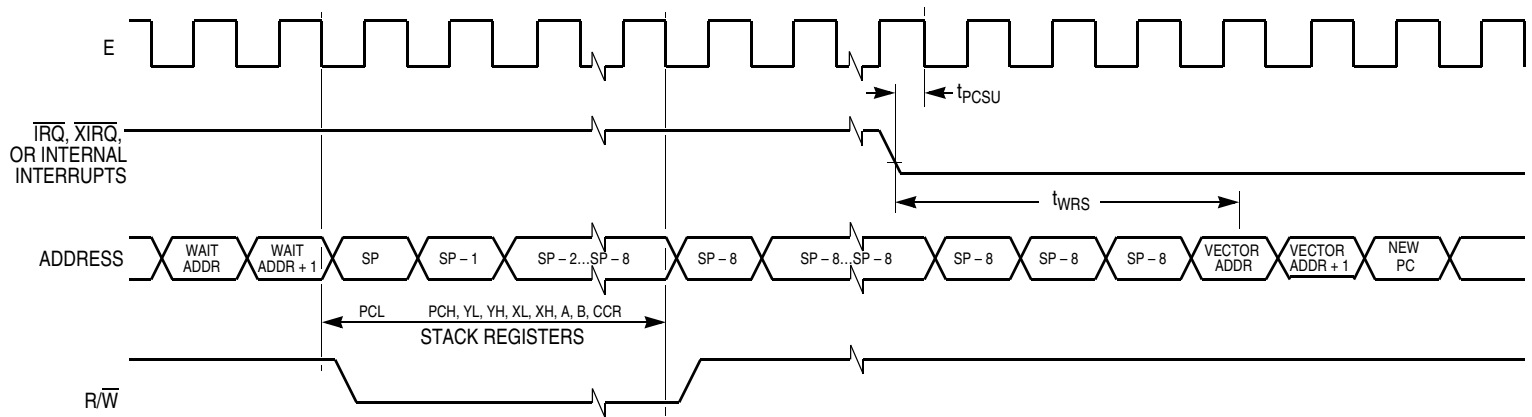 E
tPCSU
IRQ, XIRQ,
OR INTERNAL
INTERRUPTS
tWRS
ADDRESS
WAIT
ADDR
WAIT
ADDR + 1
SP
SP – 1
SP – 2...SP – 8
SP – 8
SP – 8...SP – 8
SP – 8
SP – 8
SP – 8
VECTOR
ADDR
VECTOR
ADDR + 1
NEW
PC
PCL
PCH, YL, YH, XL, XH, A, B, CCR
STACK REGISTERS
R/W